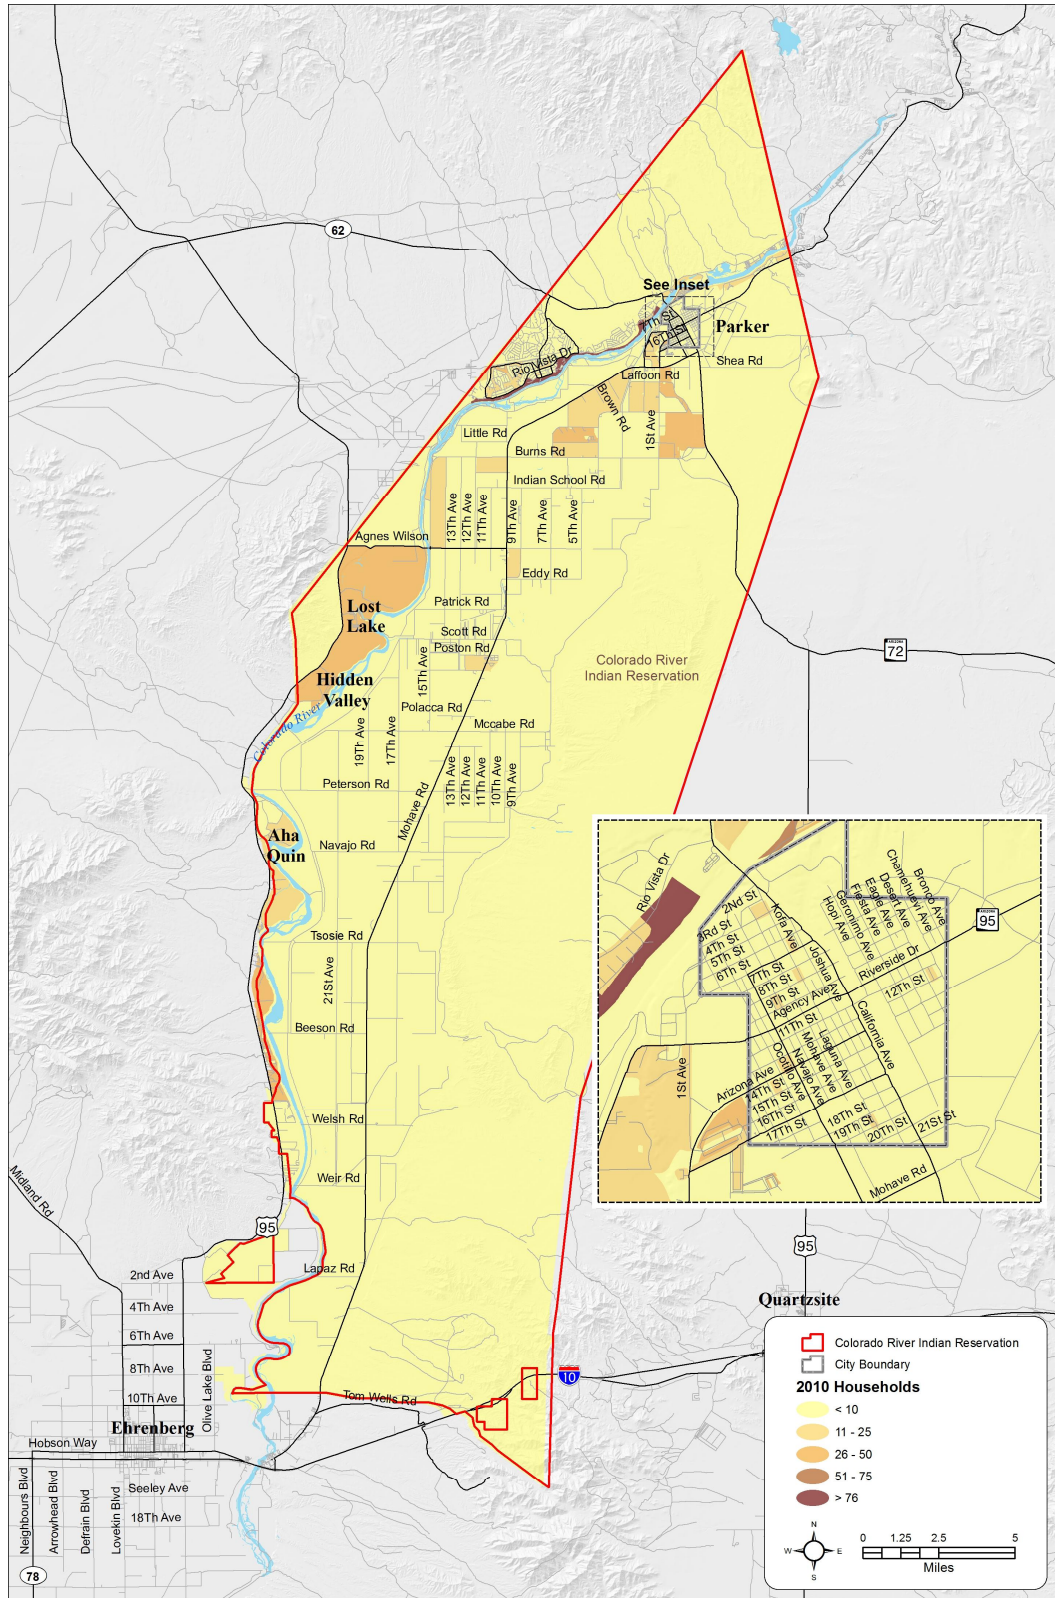 62
See Inset
7Th St
16Th St
Parker
Rio Vista Dr
Shea Rd
Laffoon Rd
Brown Rd
1St Ave
Little Rd
Burns Rd
Indian School Rd
13Th Ave
12Th Ave
11Th Ave
9Th Ave
7Th Ave
5Th Ave
Agnes Wilson
Eddy Rd
Patrick Rd
Lost
Lake
Scott Rd
Poston Rd
ARIZONA
72
Colorado River
Indian Reservation
15Th Ave
Hidden
Valley
Polacca Rd
Colorado River
Mccabe Rd
19Th Ave
17Th Ave
Peterson Rd
Mohave Rd
13Th Ave
12Th Ave
11Th Ave
10Th Ave
9Th Ave
Aha
Quin
Navajo Rd
Tsosie Rd
21St Ave
Beeson Rd
Welsh Rd
Weir Rd
Midland Rd
95
Lapaz Rd
2nd Ave
4Th Ave
6Th Ave
8Th Ave
10Th Ave
Olive Lake Blvd
Tom Wells Rd
10
95
Quartzsite
Ehrenberg
Hobson Way
Seeley Ave
18Th Ave
Neighbours Blvd
Arrowhead Blvd
Defrain Blvd
Lovekin Blvd
78
Rio Vista Dr
2Nd St
3Rd St
4Th St
5Th St
6Th St
Kofa Ave
7Th St
8Th St
9Th St
Agency Ave
11Th St
Joshua Ave
Hopi Ave
Geronimo Ave
Fiesta Ave
Eagle Ave
Desert Ave
Chamehuevi Ave
Bronco Ave
ARIZONA
95
Riverside Dr
12Th St
California Ave
1St Ave
Arizona Ave
Ocotillo Ave
Navajo Ave
Mohave Ave
Laguna Ave
14Th St
15Th St
16Th St
17Th St
18Th St
19Th St
20Th St
21St St
Mohave Rd
Colorado River Indian Reservation
City Boundary
2010 Households
< 10
11 - 25
26 - 50
51 - 75
> 76
N
W E
S
0 1.25 2.5 5
Miles